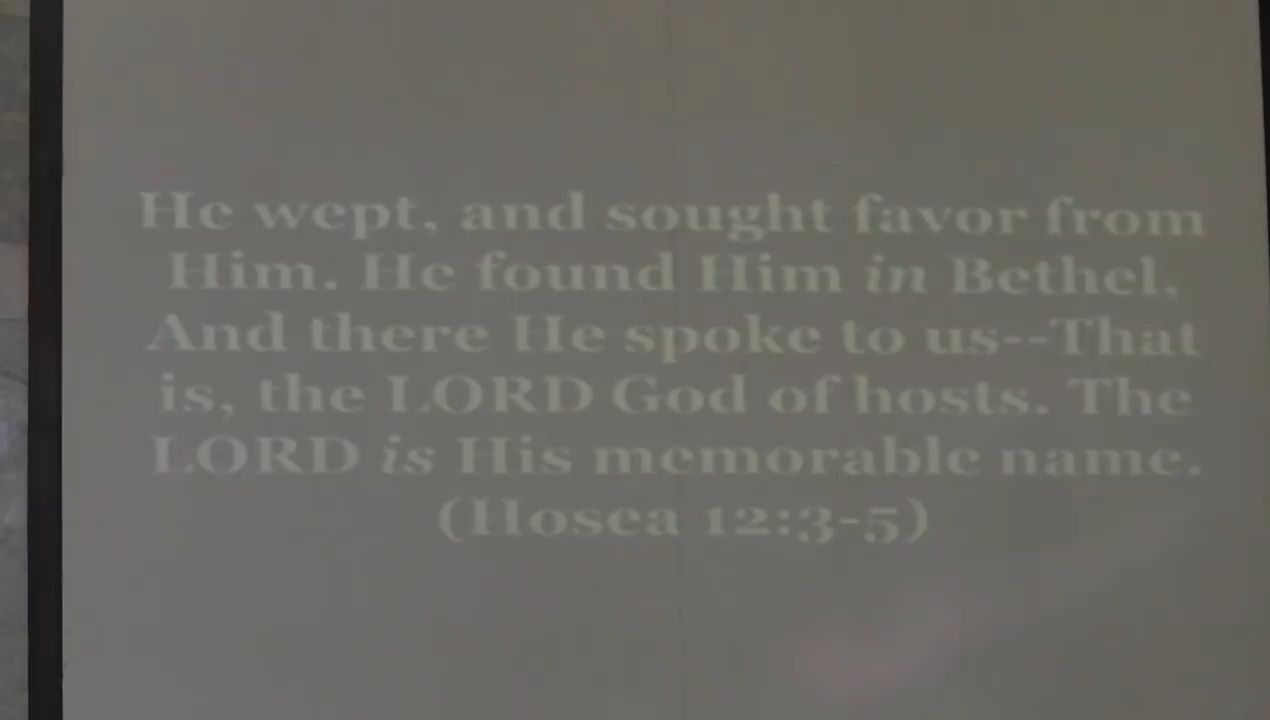 He wept, and sought favor from
Him. He found Him in Bethel,
And there He spoke to us--That
is, the LORD God of hosts. The
LORD is His memorable name.
(Hosea 12:3-5)